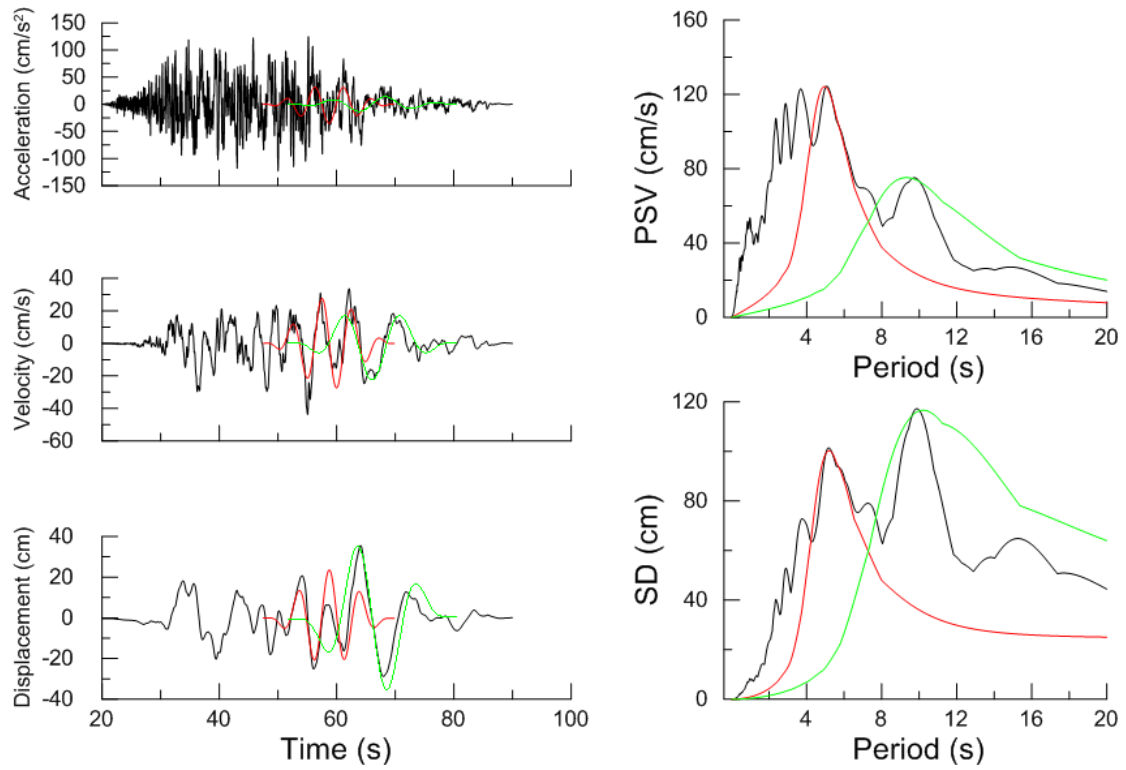 Acceleration (cm/s²)
150
100
50
0
-50
-100
-150
Velocity (cm/s)
40
20
0
-20
-40
-60
Displacement (cm)
40
20
0
-20
-40
20 40 60 80 100
Time (s)
PSV (cm/s)
160
120
80
40
0
4 8 12 16 20
Period (s)
SD (cm)
120
80
40
0
4 8 12 16 20
Period (s)